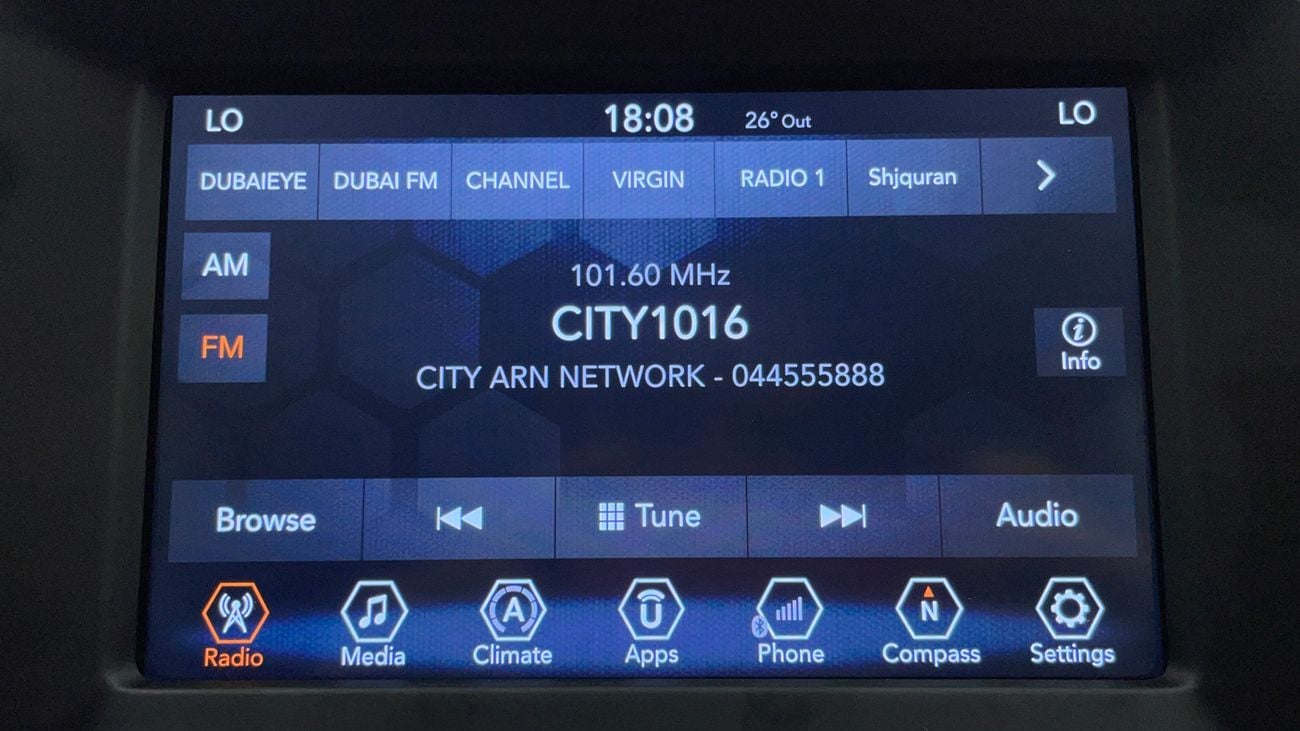 LO 18:08 26° Out LO
DUBAIEYE DUBAI FM CHANNEL VIRGIN RADIO 1 Shjquran
AM
101.60 MHz
CITY1016
FM
i
Info
CITY ARN NETWORK - 044555888
Browse Tune Audio
A U N
Radio Media Climate Apps Phone Compass Settings